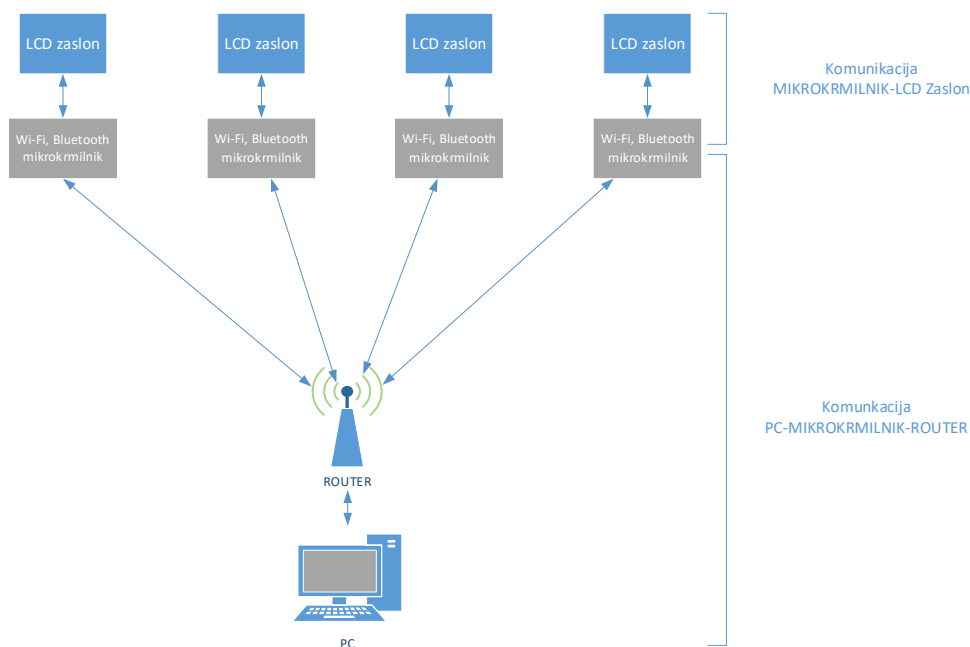 LCD zaslon
LCD zaslon
LCD zaslon
LCD zaslon
Komunikacija
MIKROKRMILNIK-LCD Zaslon
Wi-Fi, Bluetooth
mikrokrmilnik
Wi-Fi, Bluetooth
mikrokrmilnik
Wi-Fi, Bluetooth
mikrokrmilnik
Wi-Fi, Bluetooth
mikrokrmilnik
Komunkacija
PC-MIKROKRMILNIK-ROUTER
ROUTER
PC